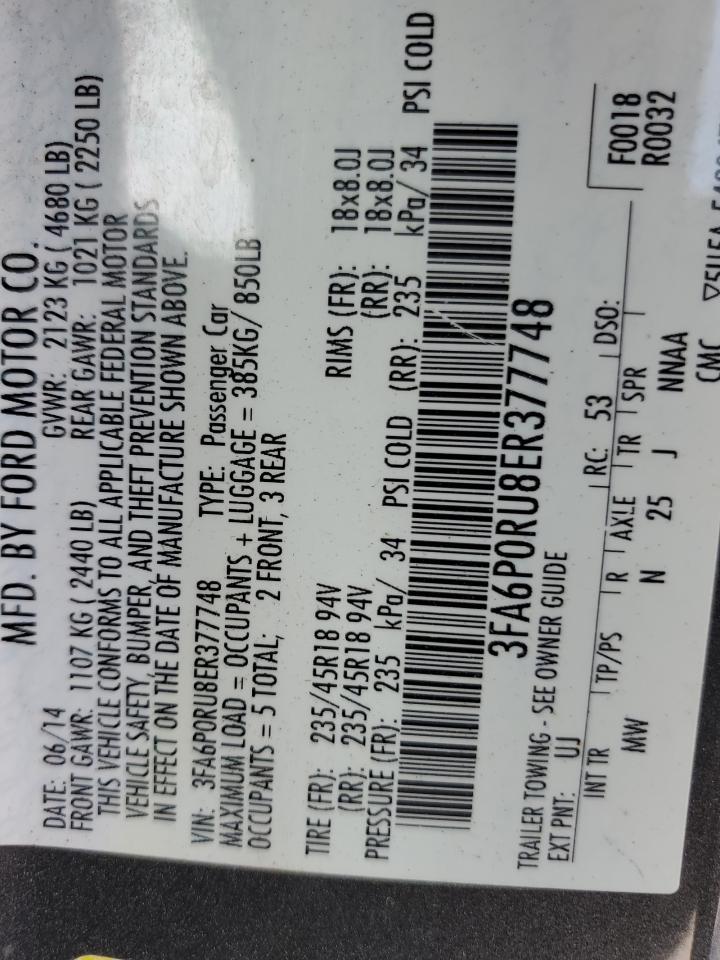 MFD. BY FORD MOTOR CO.
DATE: 06/14 GVWR: 2123 KG ( 4680 LB)
FRONT GAWR: 1107 KG ( 2440 LB) REAR GAWR: 1021 KG ( 2250 LB)
THIS VEHICLE CONFORMS TO ALL APPLICABLE FEDERAL MOTOR
VEHICLE SAFETY, BUMPER, AND THEFT PREVENTION STANDARDS
IN EFFECT ON THE DATE OF MANUFACTURE SHOWN ABOVE.
VIN: 3FA6P0RU8ER377748 TYPE: Passenger Car
MAXIMUM LOAD = OCCUPANTS + LUGGAGE = 385KG/ 850LB
OCCUPANTS = 5 TOTAL; 2 FRONT, 3 REAR
TIRE (FR): 235/45R18 94V RIMS (FR): 18x8.0J
(RR): 235/45R18 94V (RR): 18x8.0J
PRESSURE (FR): 235 kPa/ 34 PSI COLD (RR): 235 kPa/ 34 PSI COLD
3FA6P0RU8ER377748
TRAILER TOWING - SEE OWNER GUIDE
EXT PNT: UJ RC: 53 DSO: F0018
INT TR TP/PS R AXLE TR SPR R0032
MW N 25 J NNAA
CMC